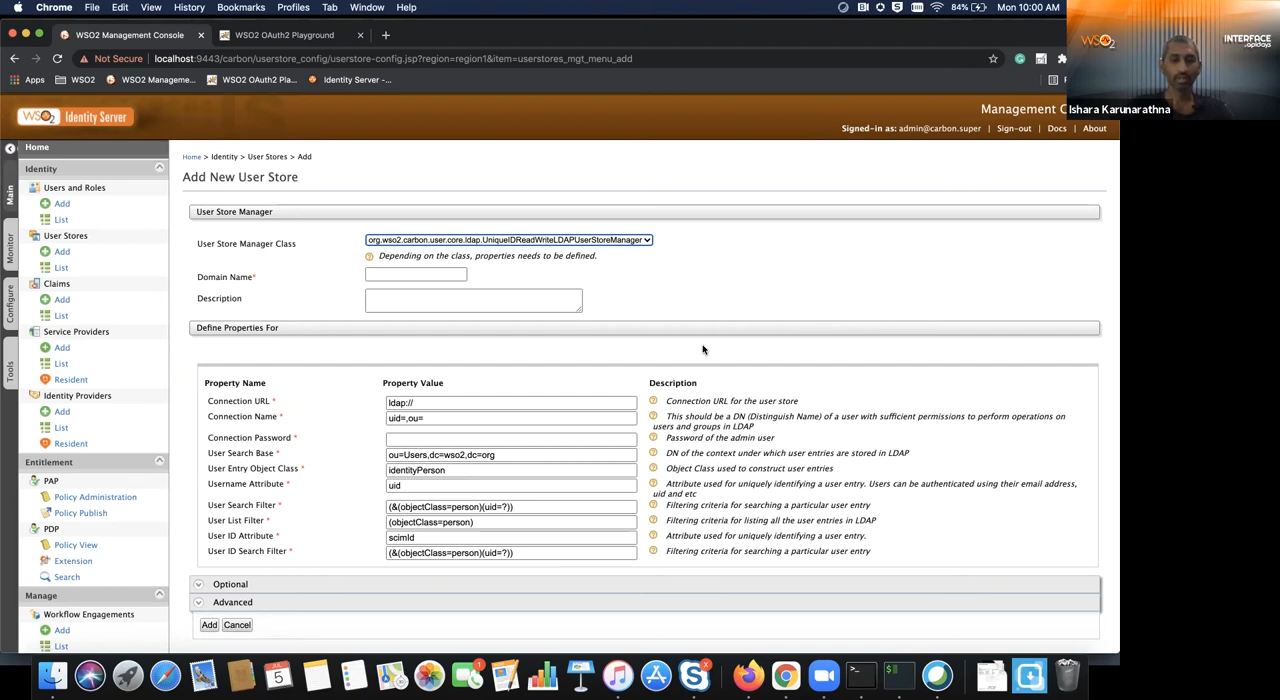 Chrome File Edit View History Bookmarks Profiles Tab Window Help
84% Mon 10:00 AM
WSO2 Management Console
WSO2 OAuth2 Playground
Not Secure | localhost:9443/carbon/userstore_config/userstore-config.jsp?region=region1&item=userstores_mgt_menu_add
Apps WSO2 WSO2 Manageme... WSO2 OAuth2 Pla... Identity Server -...
WSO2
INTERFACE
by apidays
Ishara Karunarathna
WSO2 Identity Server
Management C
Signed-in as: admin@carbon.super | Sign-out | Docs | About
Main
Monitor
Configure
Tools
Home
Identity
Users and Roles
Add
List
User Stores
Add
List
Claims
Add
List
Service Providers
Add
List
Resident
Identity Providers
Add
List
Resident
Entitlement
PAP
Policy Administration
Policy Publish
PDP
Policy View
Extension
Search
Manage
Workflow Engagements
Add
List
Home > Identity > User Stores > Add
Add New User Store
User Store Manager
User Store Manager Class org.wso2.carbon.user.core.ldap.UniqueIDReadWriteLDAPUserStoreManager
Depending on the class, properties needs to be defined.
Domain Name*
Description
Define Properties For
Property Name Property Value Description
Connection URL * ldap:// Connection URL for the user store
Connection Name * uid=,ou= This should be a DN (Distinguish Name) of a user with sufficient permissions to perform operations on
users and groups in LDAP
Connection Password * Password of the admin user
User Search Base * ou=Users,dc=wso2,dc=org DN of the context under which user entries are stored in LDAP
User Entry Object Class * identityPerson Object Class used to construct user entries
Username Attribute * uid Attribute used for uniquely identifying a user entry. Users can be authenticated using their email address,
uid and etc
User Search Filter * (&(objectClass=person)(uid=?)) Filtering criteria for searching a particular user entry
User List Filter * (objectClass=person) Filtering criteria for listing all the user entries in LDAP
User ID Attribute * scimId Attribute used for uniquely identifying a user entry.
User ID Search Filter * (&(objectClass=person)(uid=?)) Filtering criteria for searching a particular user entry
Optional
Advanced
Add Cancel
JUL
5
1